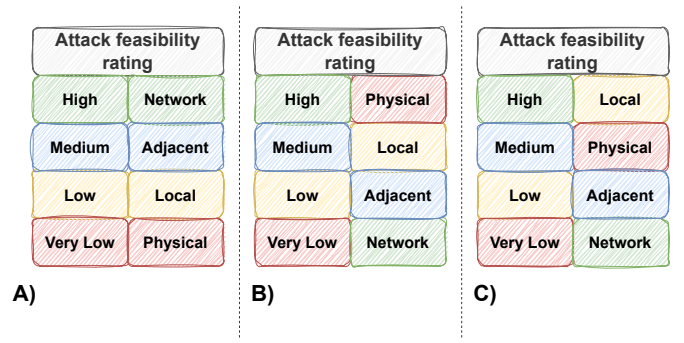 Attack feasibility
rating
High Network
Medium Adjacent
Low Local
Very Low Physical
A)
Attack feasibility
rating
High Physical
Medium Local
Low Adjacent
Very Low Network
B)
Attack feasibility
rating
High Local
Medium Physical
Low Adjacent
Very Low Network
C)